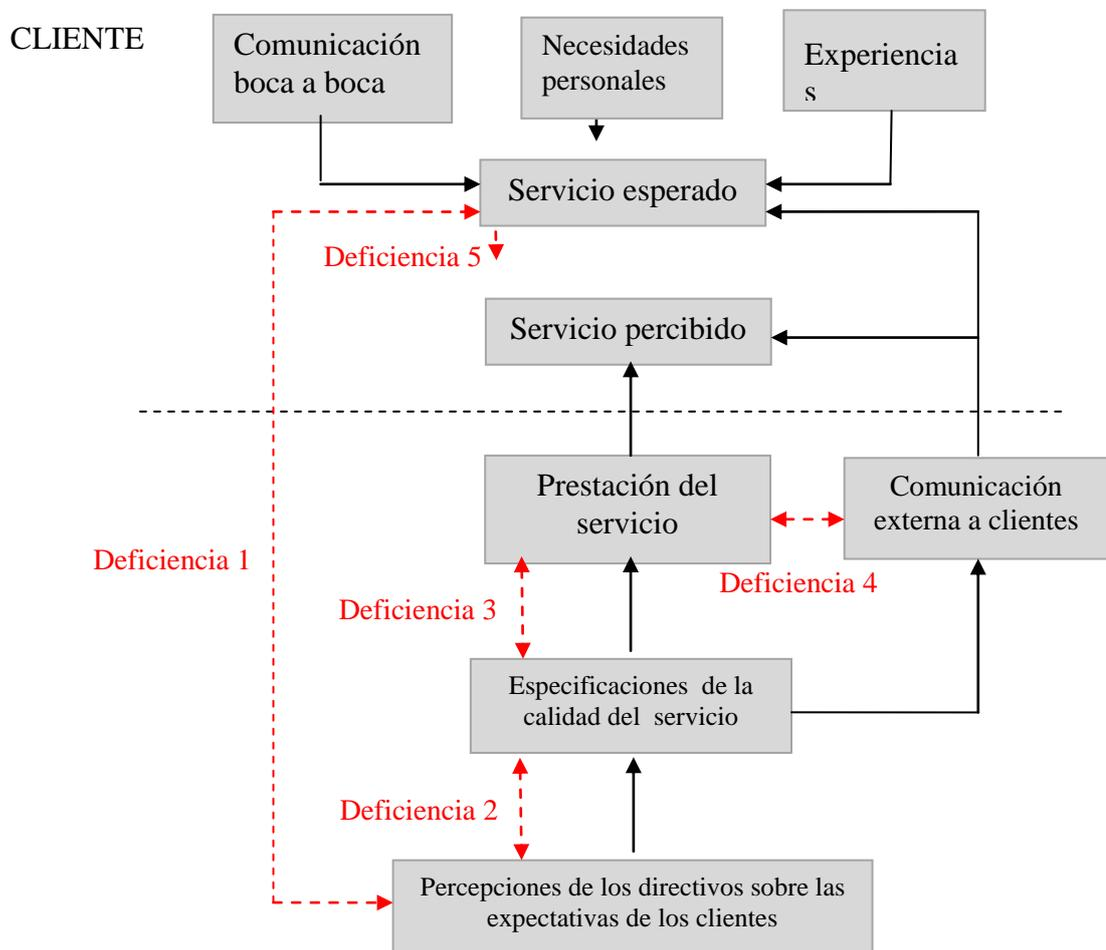 CLIENTE
Comunicación
boca a boca
Necesidades
personales
Experiencia
s
Servicio esperado
Deficiencia 5
Servicio percibido
Prestación del
servicio
Comunicación
externa a clientes
Deficiencia 1
Deficiencia 4
Deficiencia 3
Especificaciones de la
calidad del servicio
Deficiencia 2
Percepciones de los directivos sobre las
expectativas de los clientes